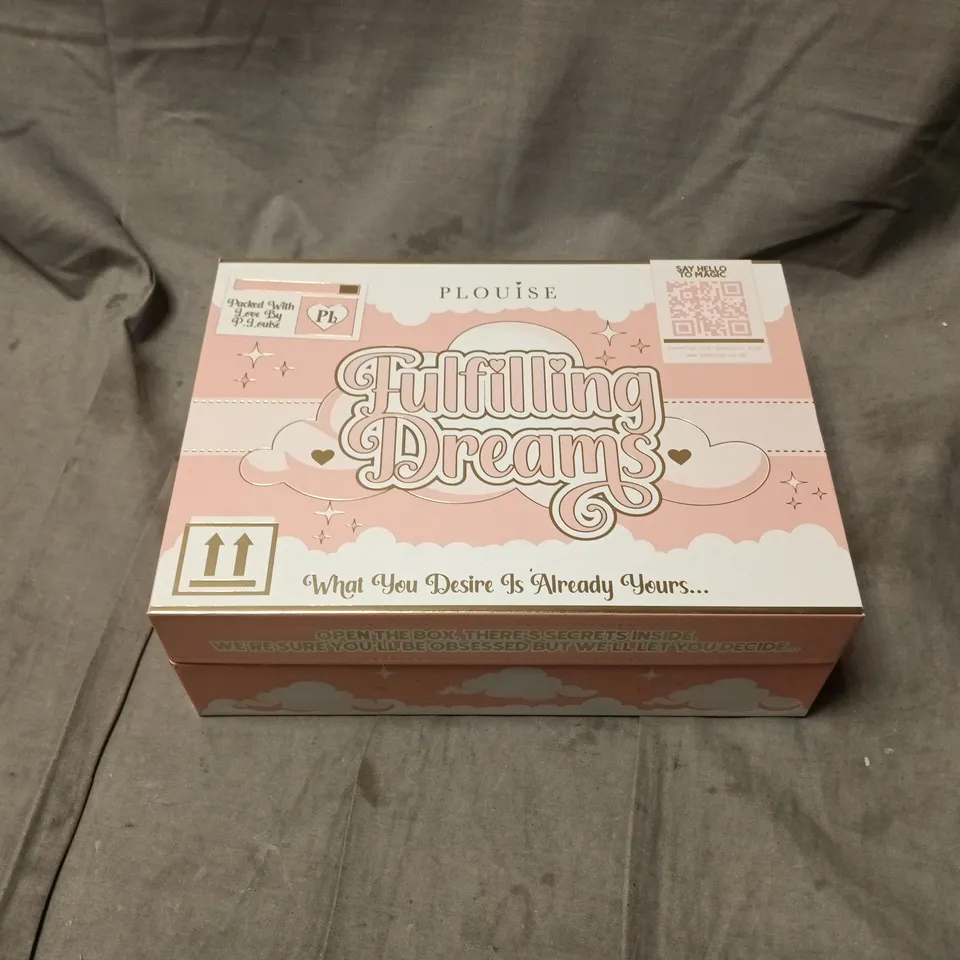 PLOUISE
Packed With
Love By
P.Louise
PL
SAY HELLO
TO MAGIC
Fulfilling
Dreams
What You Desire Is Already Yours...
OPEN THE BOX, THERE'S SECRETS INSIDE,
WE'RE SURE YOU'LL BE OBSESSED BUT WE'LL LET YOU DECIDE..